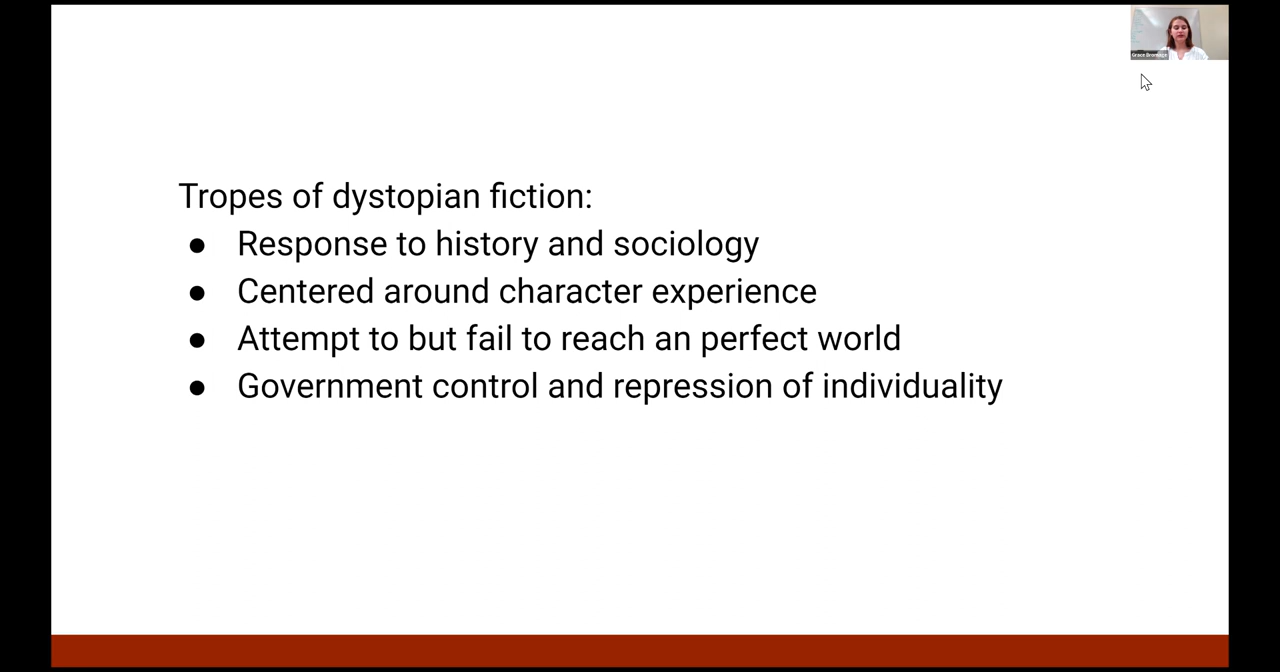 Grace
Tropes of dystopian fiction:
● Response to history and sociology
● Centered around character experience
● Attempt to but fail to reach an perfect world
● Government control and repression of individuality